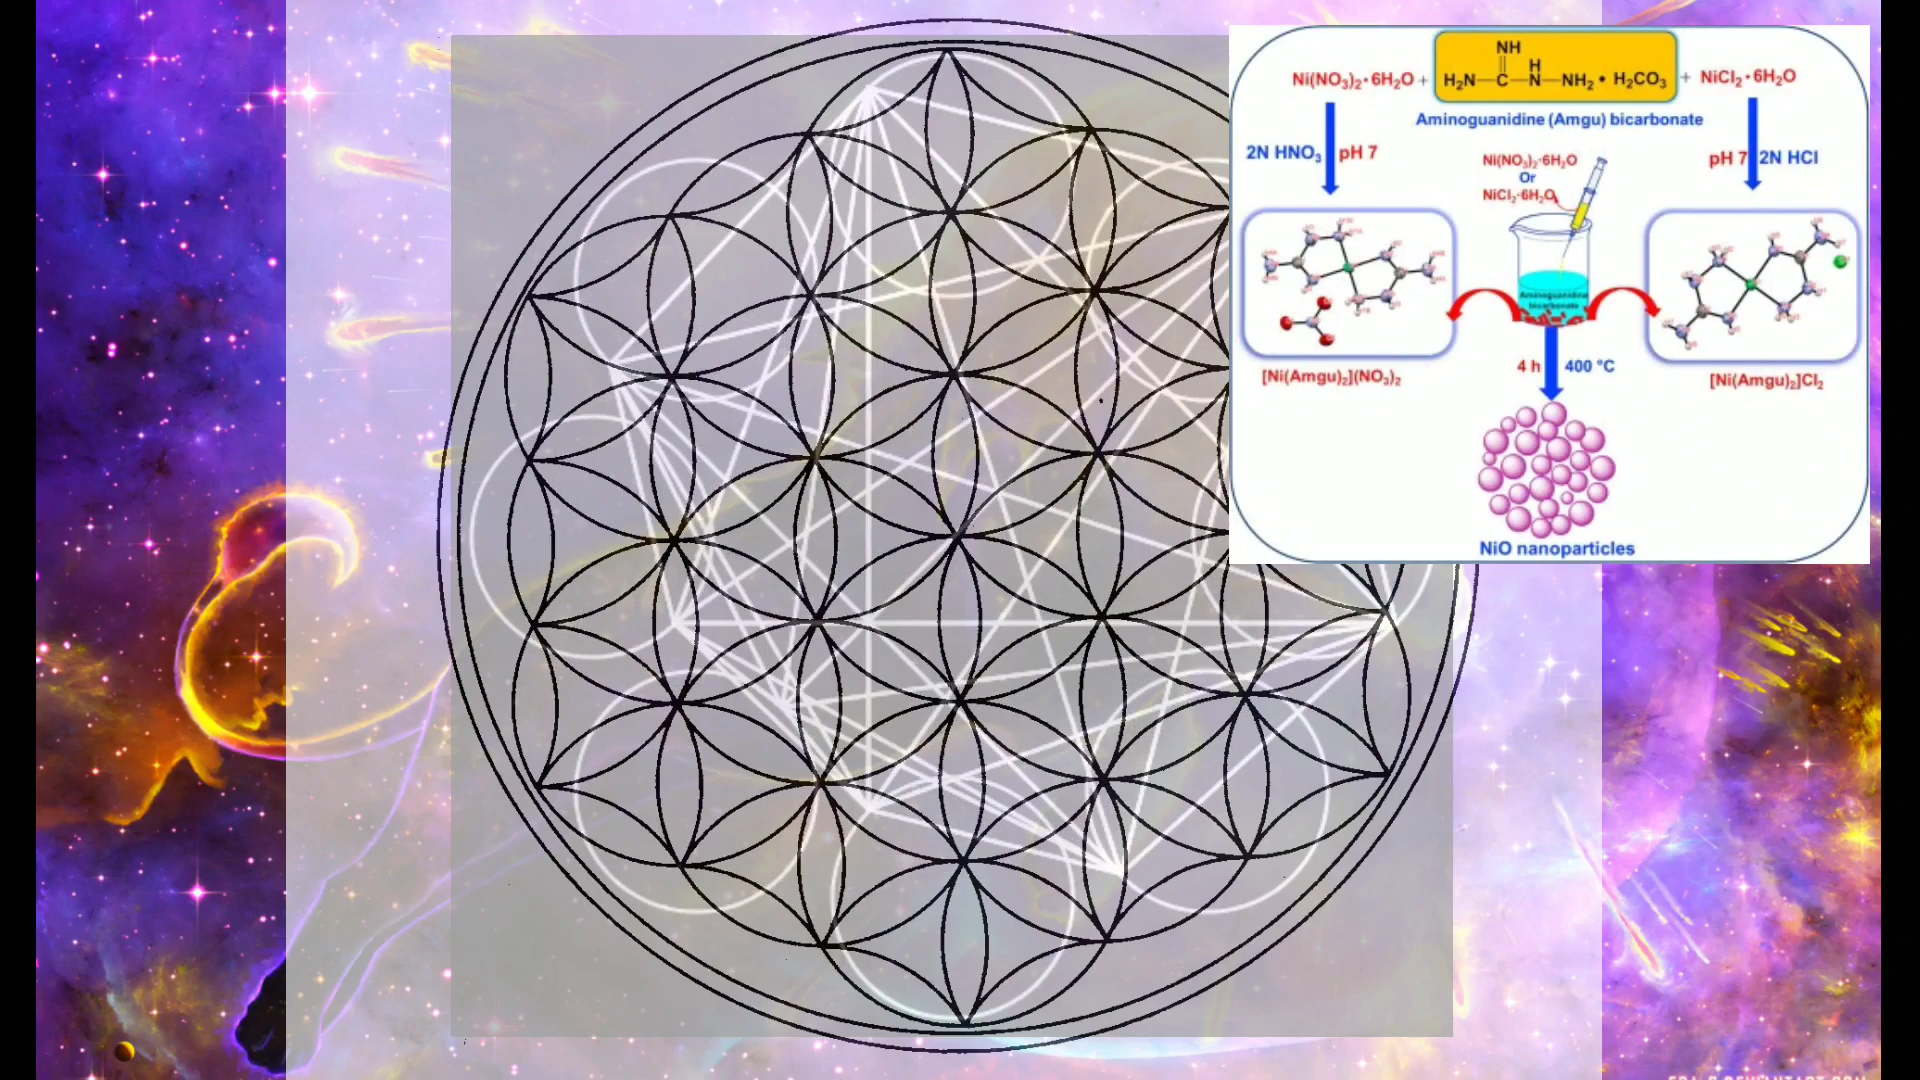 NH
Ni(NO₃)₂•6H₂O + H₂N—C—N—NH₂ • H₂CO₃ + NiCl₂•6H₂O
H
Aminoguanidine (Amgu) bicarbonate
2N HNO₃ pH 7
pH 7 2N HCl
Ni(NO₃)₂·6H₂O
Or
NiCl₂·6H₂O
Aminoguanidine
bicarbonate
[Ni(Amgu)₂](NO₃)₂
4 h 400 °C
[Ni(Amgu)₂]Cl₂
NiO nanoparticles